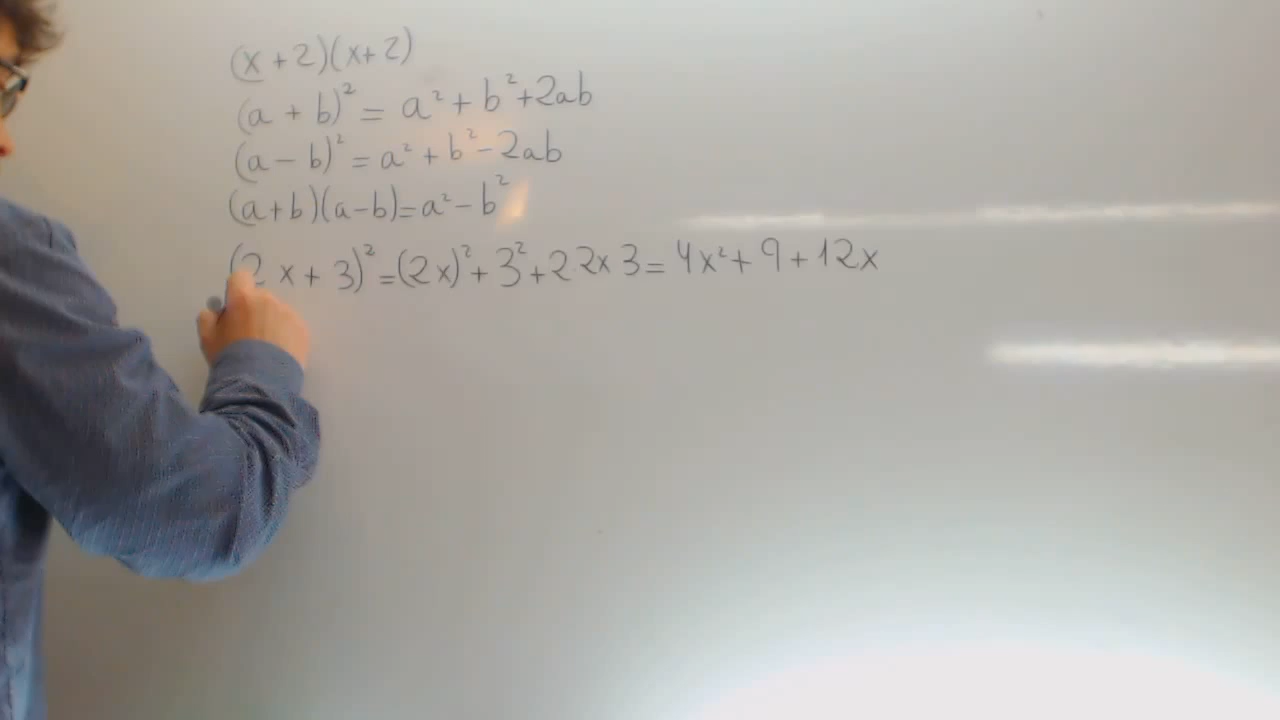 (x+2)(x+2)
(a + b)² = a² + b² + 2ab
(a - b)² = a² + b² - 2ab
(a+b)(a-b) = a² - b²
(2x + 3)² = (2x)² + 3² + 2·2x 3 = 4x² + 9 + 12x